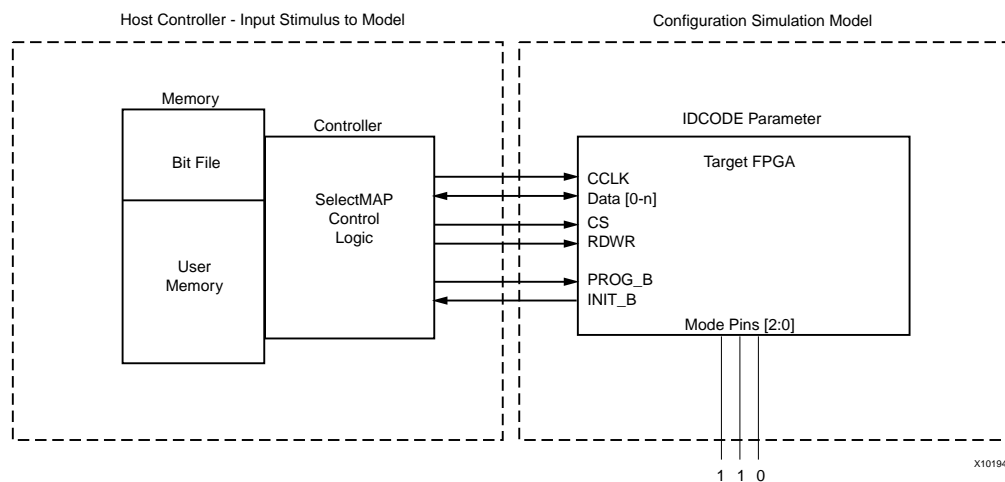 Host Controller - Input Stimulus to Model
Configuration Simulation Model
Memory
Controller
IDCODE Parameter
Bit File
Target FPGA
SelectMAP
Control
Logic
User
Memory
CCLK
Data [0-n]
CS
RDWR
PROG_B
INIT_B
Mode Pins [2:0]
1 1 0
X10194